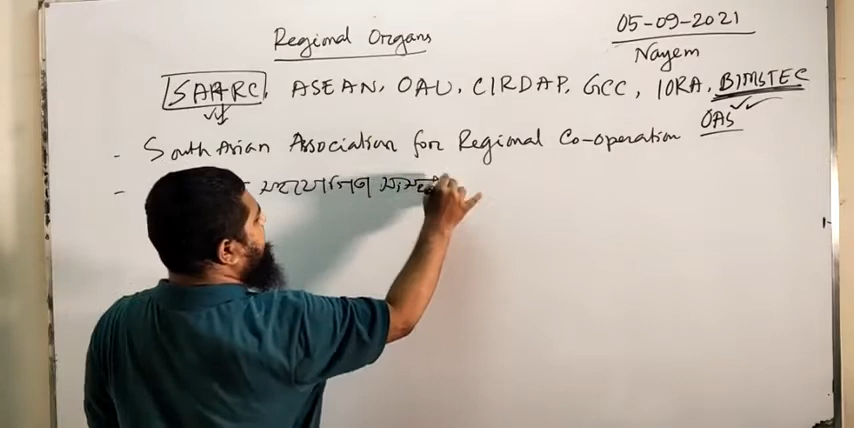 Regional Organs
05-09-2021
Nayem
SAARC, ASEAN, OAU, CIRDAP, GCC, IORA, BIMSTEC
OAS
- South Asian Association for Regional Co-operation
-